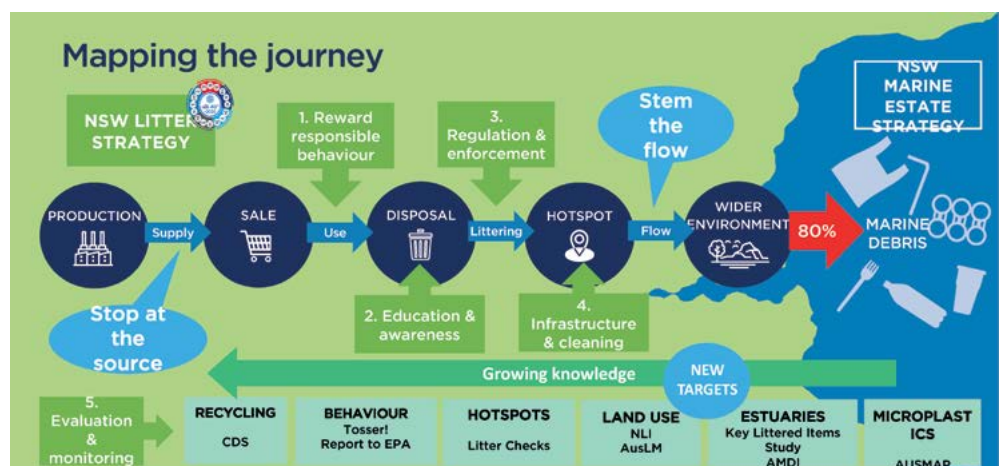 Mapping the journey
NSW LITTER
STRATEGY
1. Reward
responsible
behaviour
3.
Regulation &
enforcement
Stem
the
flow
NSW
MARINE
ESTATE
STRATEGY
PRODUCTION
Supply
SALE
Use
DISPOSAL
Littering
HOTSPOT
Flow
WIDER
ENVIRONMENT
80%
MARINE
DEBRIS
Stop at
the
source
2. Education &
awareness
4.
Infrastructure
& cleaning
Growing knowledge
NEW
TARGETS
5.
Evaluation
&
monitoring
RECYCLING
CDS
BEHAVIOUR
Tosser!
Report to EPA
HOTSPOTS
Litter Checks
LAND USE
NLI
AusLM
ESTUARIES
Key Littered Items
Study
AMDI
MICROPLAST
ICS
AUSMAP